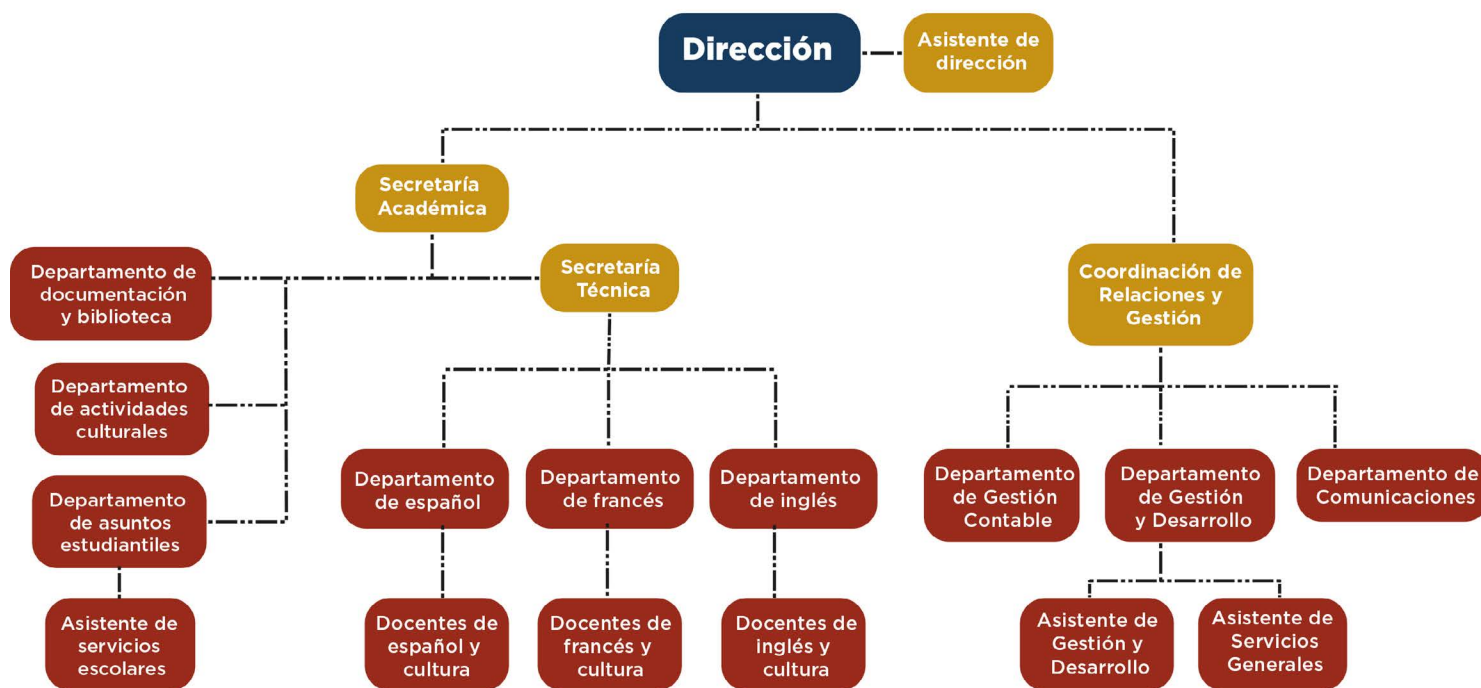 Dirección
Asistente de
dirección
Secretaría
Académica
Departamento de
documentación
y biblioteca
Secretaría
Técnica
Coordinación de
Relaciones y
Gestión
Departamento
de actividades
culturales
Departamento
de asuntos
estudiantiles
Departamento
de español
Departamento
de francés
Departamento
de inglés
Departamento
de Gestión
Contable
Departamento
de Gestión
y Desarrollo
Departamento de
Comunicaciones
Asistente de
servicios
escolares
Docentes de
español y
cultura
Docentes de
francés y
cultura
Docentes de
inglés y
cultura
Asistente de
Gestión y
Desarrollo
Asistente de
Servicios
Generales